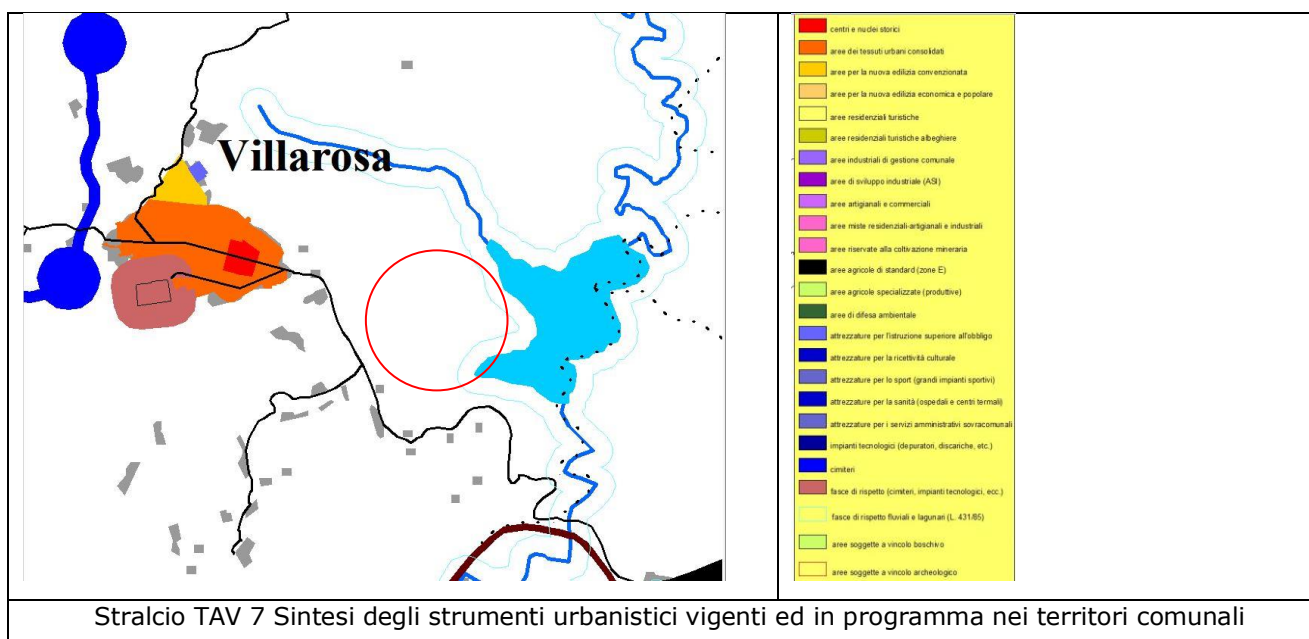 Villarosa
centri e nuclei storici
aree dei tessuti urbani consolidati
aree per la nuova edilizia convenzionata
aree per la nuova edilizia economica e popolare
aree residenziali turistiche
aree residenziali turistiche albeghiere
aree industriali di gestione comunale
aree di sviluppo industriale (ASI)
aree artigianali e commerciali
aree miste residenziali-artigianali e industriali
aree riservate alla coltivazione mineraria
aree agricole di standard (zone E)
aree agricole specializzate (produttive)
aree di difesa ambientale
attrezzature per l'istruzione superiore all'obbligo
attrezzature per la ricettività culturale
attrezzature per lo sport (grandi impianti sportivi)
attrezzature per la sanità (ospedali e centri termali)
attrezzature per i servizi amministrativi sovracomunali
impianti tecnologici (depuratori, discariche, etc.)
cimiteri
fasce di rispetto (cimiteri, impianti tecnologici, ecc.)
fasce di rispetto fluviali e lagunari (L. 431/85)
aree soggette a vincolo boschivo
aree soggette a vincolo archeologico
Stralcio TAV 7 Sintesi degli strumenti urbanistici vigenti ed in programma nei territori comunali